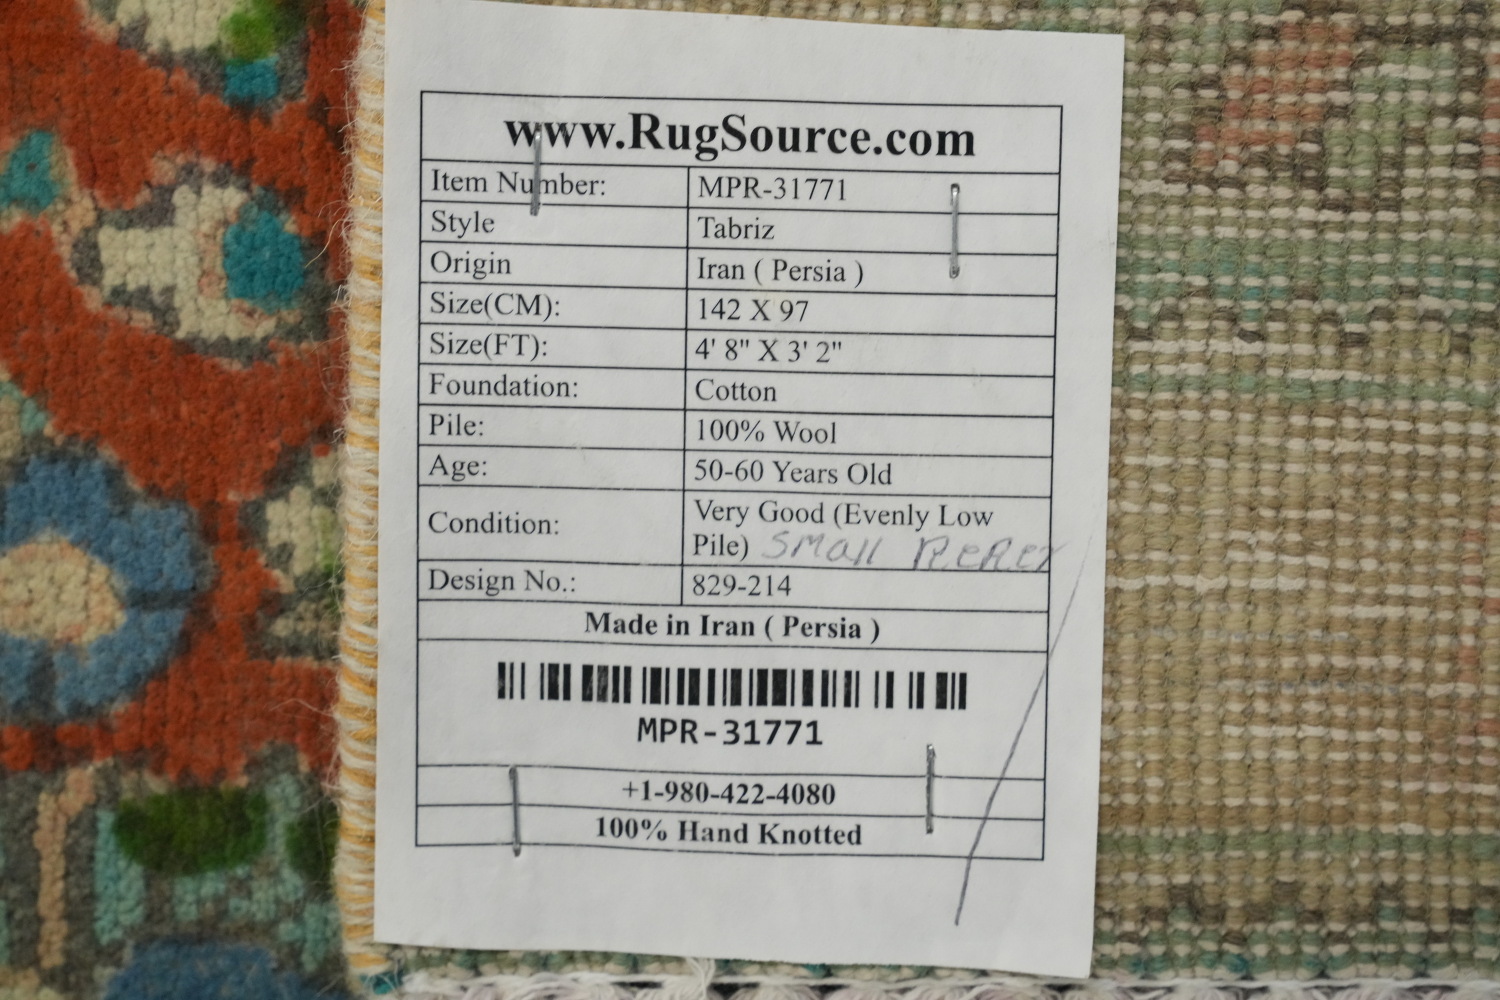 www.RugSource.com
Item Number: MPR-31771
Style Tabriz
Origin Iran ( Persia )
Size(CM): 142 X 97
Size(FT): 4' 8" X 3' 2"
Foundation: Cotton
Pile: 100% Wool
Age: 50-60 Years Old
Condition: Very Good (Evenly Low
Pile) small
Design No.: 829-214
Made in Iran ( Persia )
MPR-31771
+1-980-422-4080
100% Hand Knotted